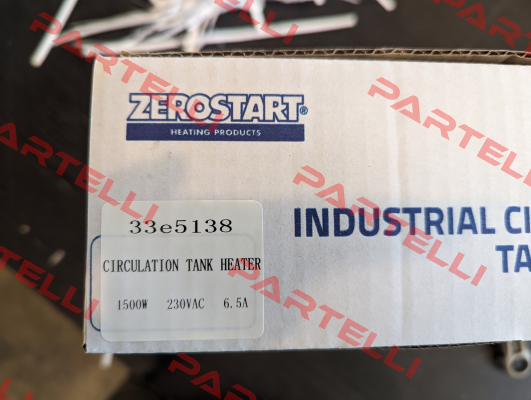 ZEROSTART®
HEATING PRODUCTS
33e5138
CIRCULATION TANK HEATER
1500W 230VAC 6.5A
INDUSTRIAL CI
TA
PARTELLI
PARTELLI
PARTELLI
PARTELLI
PARTELLI
PARTELLI
PARTELLI